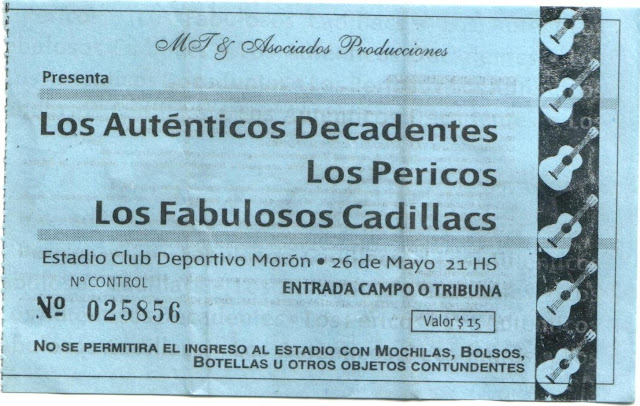 MT & Asociados Producciones
Presenta
Los Auténticos Decadentes
Los Pericos
Los Fabulosos Cadillacs
Estadio Club Deportivo Morón • 26 de Mayo 21 HS
Nº CONTROL
ENTRADA CAMPO O TRIBUNA
Nº 025856
Valor $ 15
NO SE PERMITIRA EL INGRESO AL ESTADIO CON MOCHILAS, BOLSOS,
BOTELLAS U OTROS OBJETOS CONTUNDENTES